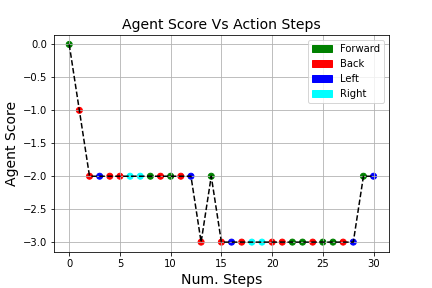 Agent Score Vs Action Steps
Agent Score
0.0
−0.5
−1.0
−1.5
−2.0
−2.5
−3.0
Forward
Back
Left
Right
0 5 10 15 20 25 30
Num. Steps